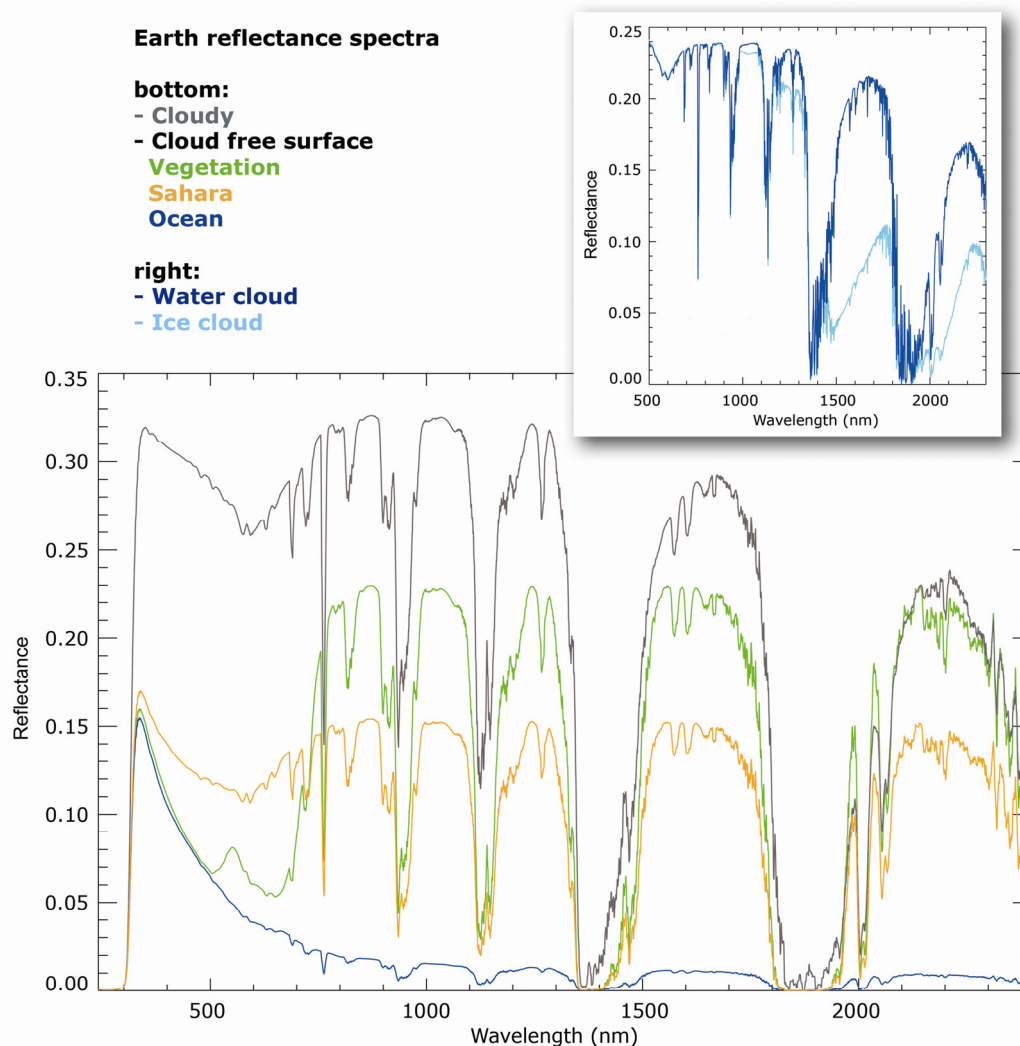 Earth reflectance spectra
bottom:
- Cloudy
- Cloud free surface
Vegetation
Sahara
Ocean
right:
- Water cloud
- Ice cloud
0.25
0.20
0.15
0.10
0.05
0.00
Reflectance
500 1000 1500 2000
Wavelength (nm)
0.35
0.30
0.25
0.20
0.15
0.10
0.05
0.00
Reflectance
500 1000 1500 2000
Wavelength (nm)